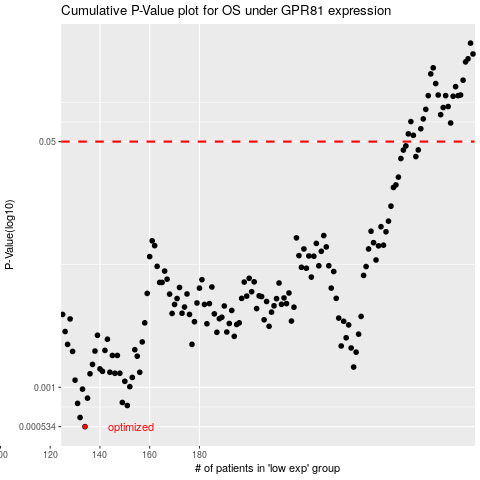 Cumulative P-Value plot for OS under GPR81 expression
P-Value(log10)
0.05
0.001
0.000534
optimized
00 120 140 160 180
# of patients in 'low exp' group